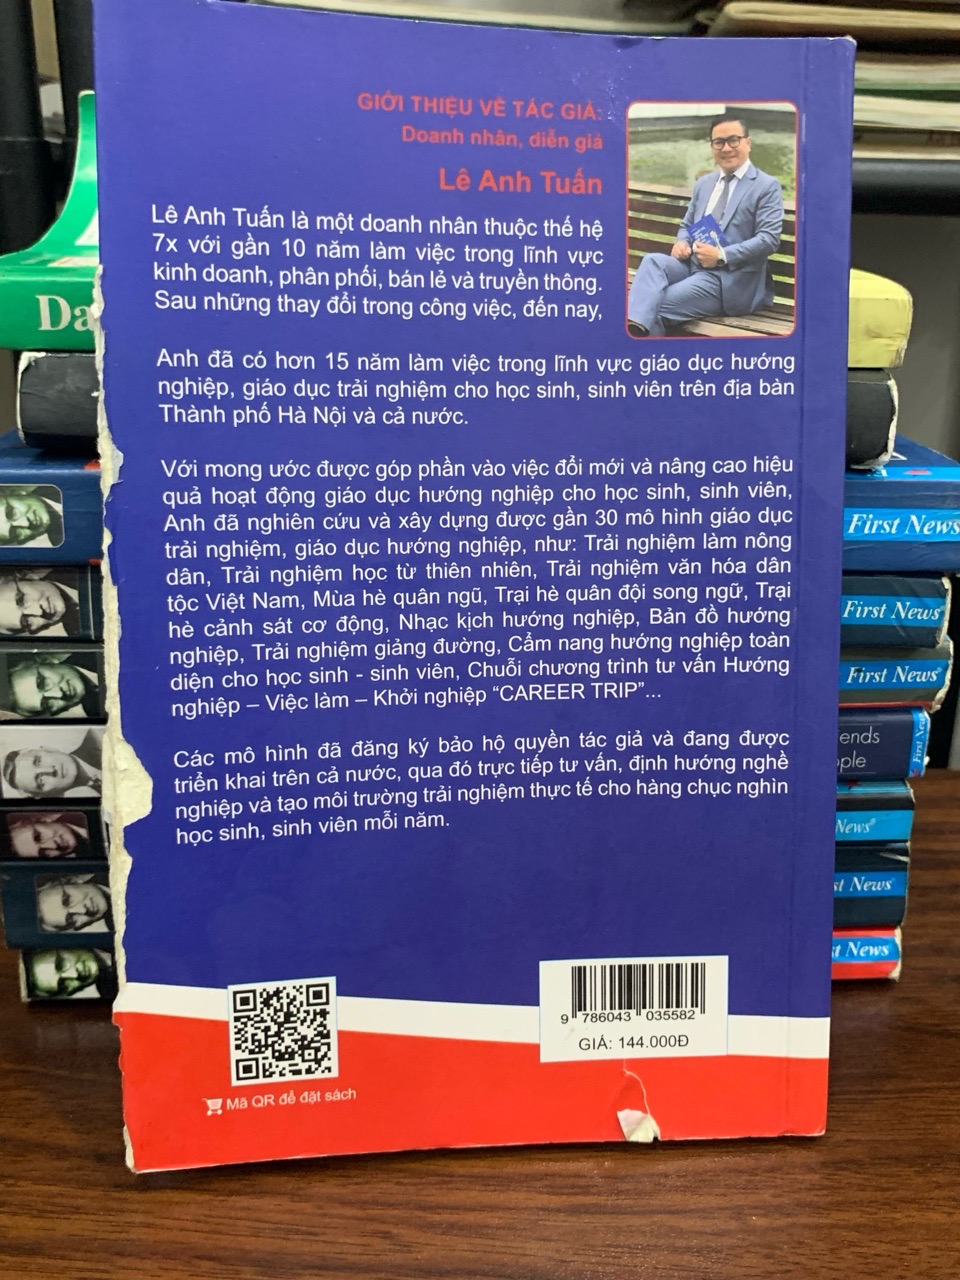 GIỚI THIỆU VỀ TÁC GIẢ:
Doanh nhân, diễn giả
Lê Anh Tuấn
Lê Anh Tuấn là một doanh nhân thuộc thế hệ
7x với gần 10 năm làm việc trong lĩnh vực
kinh doanh, phân phối, bán lẻ và truyền thông.
Sau những thay đổi trong công việc, đến nay,
Anh đã có hơn 15 năm làm việc trong lĩnh vực giáo dục hướng
nghiệp, giáo dục trải nghiệm cho học sinh, sinh viên trên địa bàn
Thành phố Hà Nội và cả nước.
Với mong ước được góp phần vào việc đổi mới và nâng cao hiệu
quả hoạt động giáo dục hướng nghiệp cho học sinh, sinh viên,
Anh đã nghiên cứu và xây dựng được gần 30 mô hình giáo dục
trải nghiệm, giáo dục hướng nghiệp, như: Trải nghiệm làm nông
dân, Trải nghiệm học từ thiên nhiên, Trải nghiệm văn hóa dân
tộc Việt Nam, Mùa hè quân ngũ, Trại hè quân đội song ngữ, Trại
hè cảnh sát cơ động, Nhạc kịch hướng nghiệp, Bản đồ hướng
nghiệp, Trải nghiệm giảng đường, Cẩm nang hướng nghiệp toàn
diện cho học sinh - sinh viên, Chuỗi chương trình tư vấn Hướng
nghiệp – Việc làm – Khởi nghiệp “CAREER TRIP”...
Các mô hình đã đăng ký bảo hộ quyền tác giả và đang được
triển khai trên cả nước, qua đó trực tiếp tư vấn, định hướng nghề
nghiệp và tạo môi trường trải nghiệm thực tế cho hàng chục nghìn
học sinh, sinh viên mỗi năm.
9 786043 035582
GIÁ: 144.000Đ
Mã QR để đặt sách
Da
First News
First News
First News
ends
ple
First News
News
st News
t News